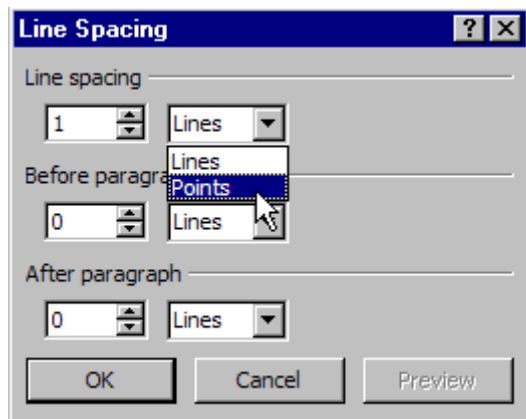 Line Spacing
Line spacing
1 Lines
Lines
Points
Before paragra
0 Lines
After paragraph
0 Lines
OK Cancel Preview